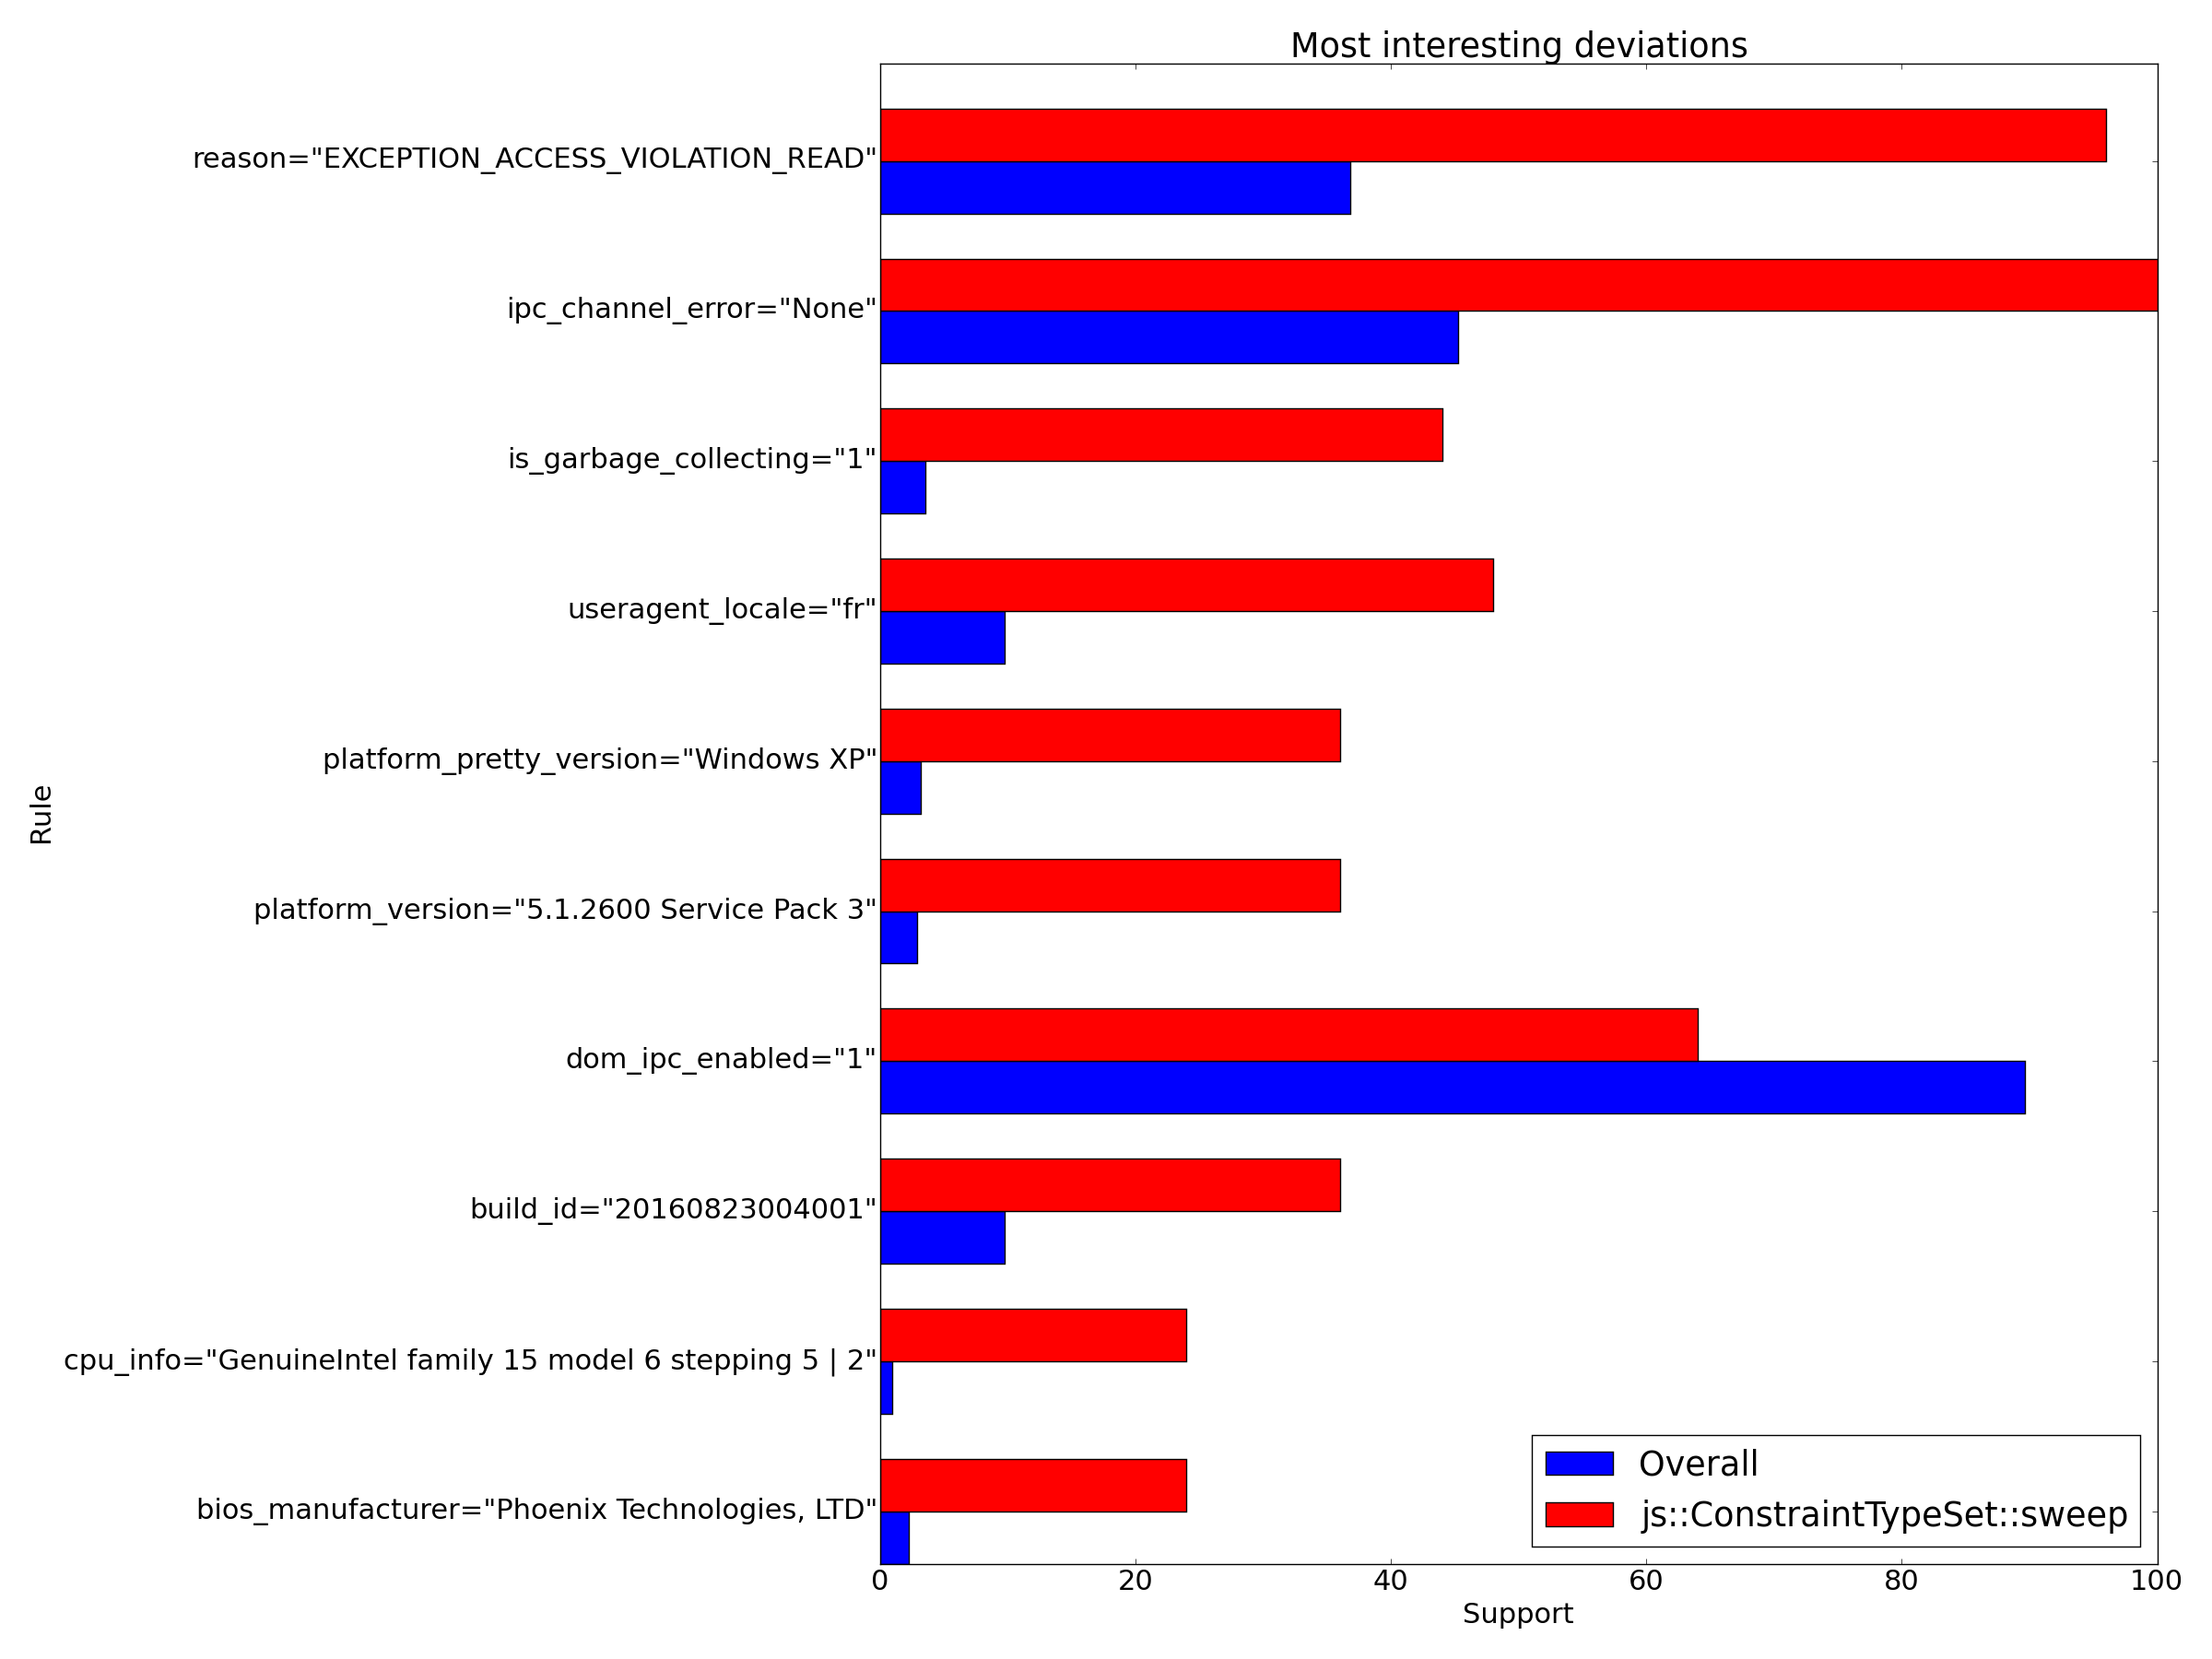 Most interesting deviations
reason="EXCEPTION_ACCESS_VIOLATION_READ"
ipc_channel_error="None"
is_garbage_collecting="1"
useragent_locale="fr"
platform_pretty_version="Windows XP"
Rule
platform_version="5.1.2600 Service Pack 3"
dom_ipc_enabled="1"
build_id="20160823004001"
cpu_info="GenuineIntel family 15 model 6 stepping 5 | 2"
bios_manufacturer="Phoenix Technologies, LTD"
Overall
js::ConstraintTypeSet::sweep
0 20 40 60 80 100
Support